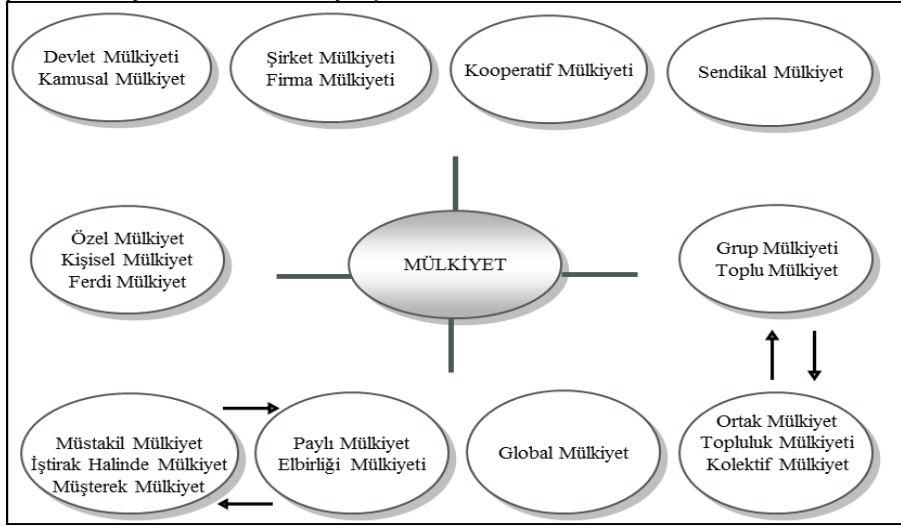 Devlet Mülkiyeti
Kamusal Mülkiyet
Şirket Mülkiyeti
Firma Mülkiyeti
Kooperatif Mülkiyeti
Sendikal Mülkiyet
Özel Mülkiyet
Kişisel Mülkiyet
Ferdi Mülkiyet
MÜLKİYET
Grup Mülkiyeti
Toplu Mülkiyet
Müstakil Mülkiyet
İştirak Halinde Mülkiyet
Müşterek Mülkiyet
Paylı Mülkiyet
Elbirliği Mülkiyeti
Global Mülkiyet
Ortak Mülkiyet
Topluluk Mülkiyeti
Kolektif Mülkiyet